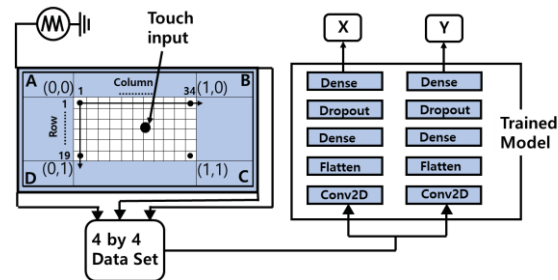 Touch
input
X
Y
A
(0,0)
1
Column
........
34
B
(1,0)
1
Row
........
19
D
(0,1)
(1,1)
C
Dense
Dropout
Dense
Flatten
Conv2D
Dense
Dropout
Dense
Flatten
Conv2D
Trained
Model
4 by 4
Data Set